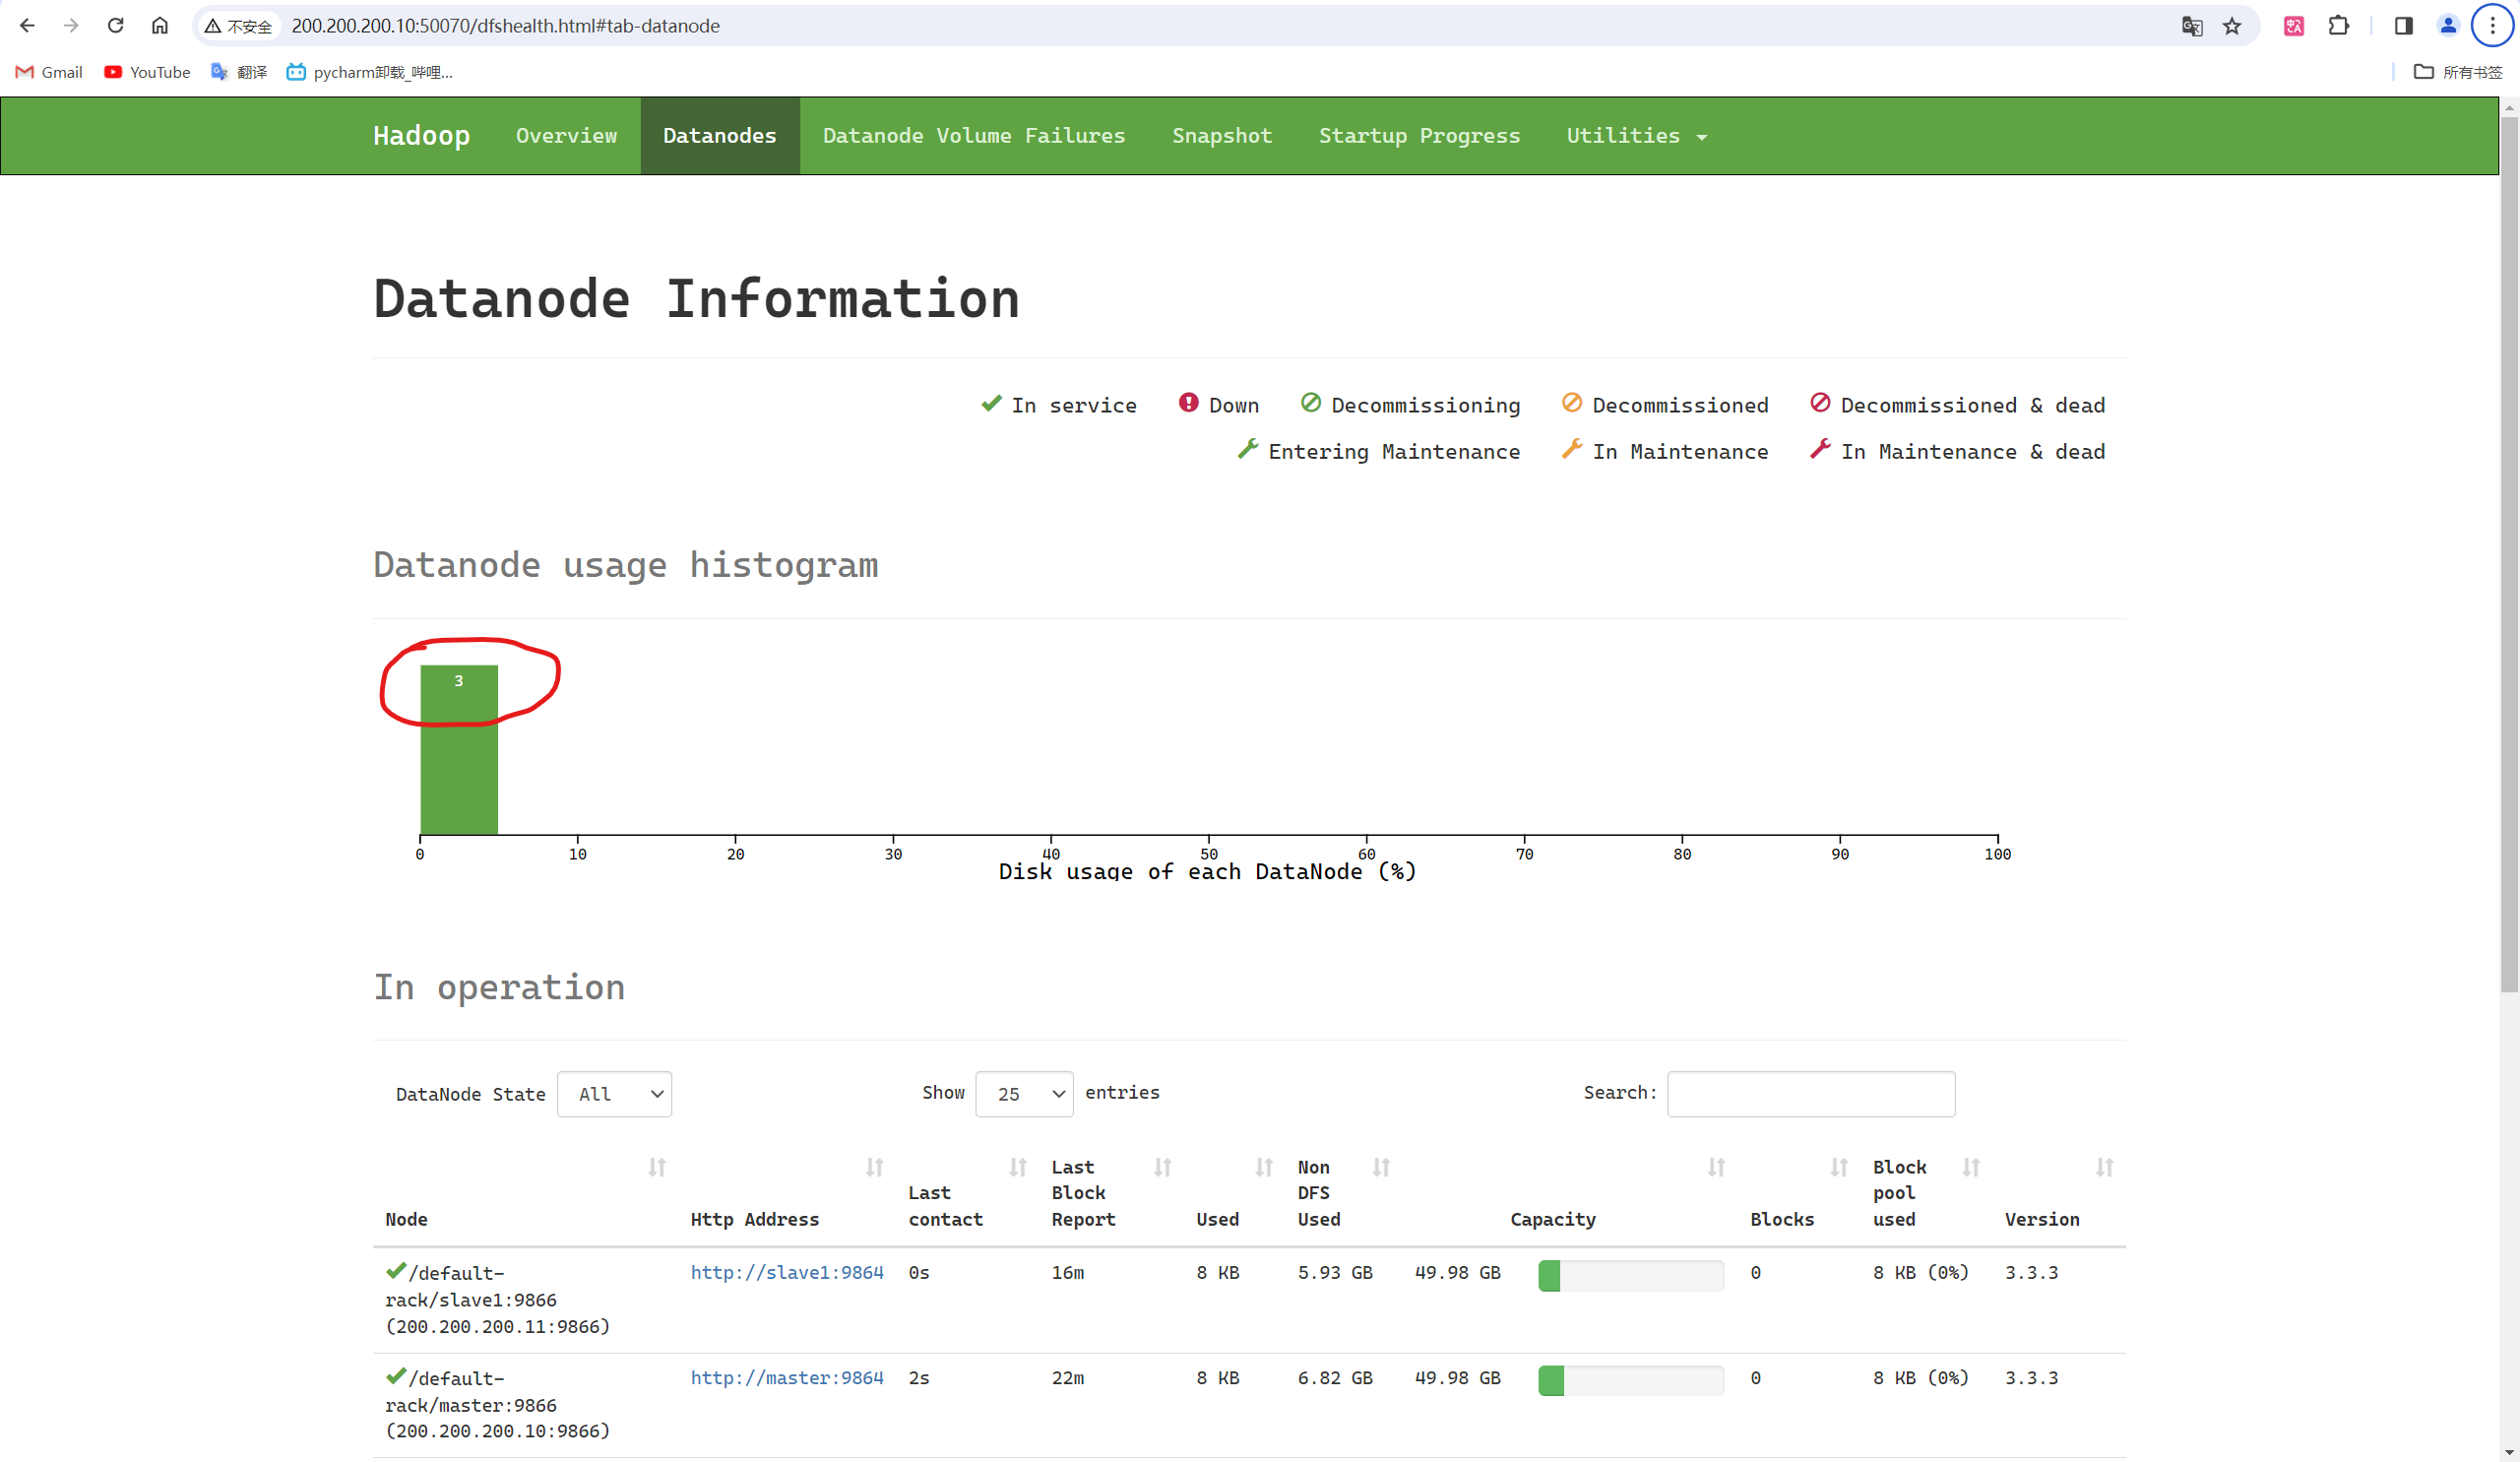 不安全 200.200.200.10:50070/dfshealth.html#tab-datanode
Gmail YouTube 翻译 pycharm卸载_哔哩... 所有书签
Hadoop Overview Datanodes Datanode Volume Failures Snapshot Startup Progress Utilities
Datanode Information
In service Down Decommissioning Decommissioned Decommissioned & dead
Entering Maintenance In Maintenance In Maintenance & dead
Datanode usage histogram
3
0 10 20 30 40 50 60 70 80 90 100
Disk usage of each DataNode (%)
In operation
DataNode State All Show 25 entries Search:
Node Http Address Last contact Last Block Report Used Non DFS Used Capacity Blocks Block pool used Version
/default-
rack/slave1:9866
(200.200.200.11:9866)
http://slave1:9864 0s 16m 8 KB 5.93 GB 49.98 GB 0 8 KB (0%) 3.3.3
/default-
rack/master:9866
(200.200.200.10:9866)
http://master:9864 2s 22m 8 KB 6.82 GB 49.98 GB 0 8 KB (0%) 3.3.3